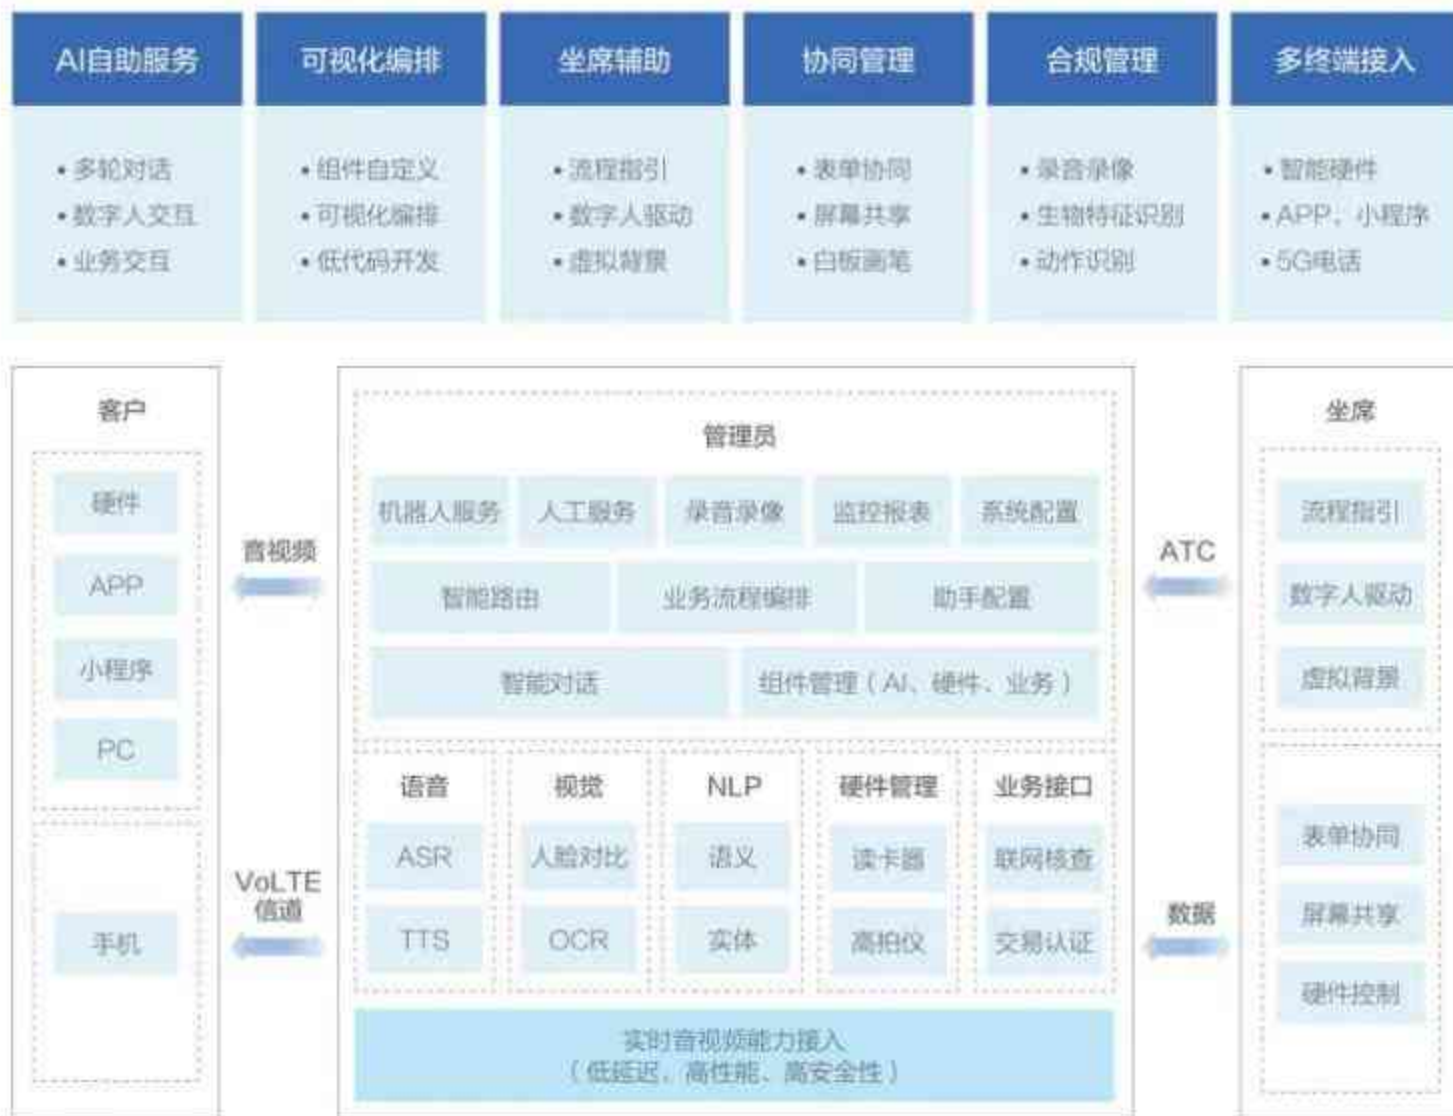 AI自助服务
• 多轮对话
• 数字人交互
• 业务交互
可视化编排
• 组件自定义
• 可视化编排
• 低代码开发
坐席辅助
• 流程指引
• 数字人驱动
• 虚拟背景
协同管理
• 表单协同
• 屏幕共享
• 白板画笔
合规管理
• 录音录像
• 生物特征识别
• 动作识别
多终端接入
• 智能硬件
• APP、小程序
• 5G电话
客户
硬件
APP
小程序
PC
手机
音视频
VoLTE
信道
管理员
机器人服务
人工服务
录音录像
监控报表
系统配置
智能路由
业务流程编排
助手配置
智能对话
组件管理（AI、硬件、业务）
语音
ASR
TTS
视觉
人脸对比
OCR
NLP
语义
实体
硬件管理
读卡器
高拍仪
业务接口
联网核查
交易认证
实时音视频能力接入
（低延迟、高性能、高安全性）
ATC
数据
坐席
流程指引
数字人驱动
虚拟背景
表单协同
屏幕共享
硬件控制